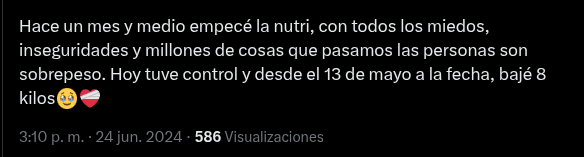 Hace un mes y medio empecé la nutri, con todos los miedos,
inseguridades y millones de cosas que pasamos las personas son
sobrepeso. Hoy tuve control y desde el 13 de mayo a la fecha, bajé 8
kilos🥹❤️‍🩹
3:10 p. m. · 24 jun. 2024 · 586 Visualizaciones